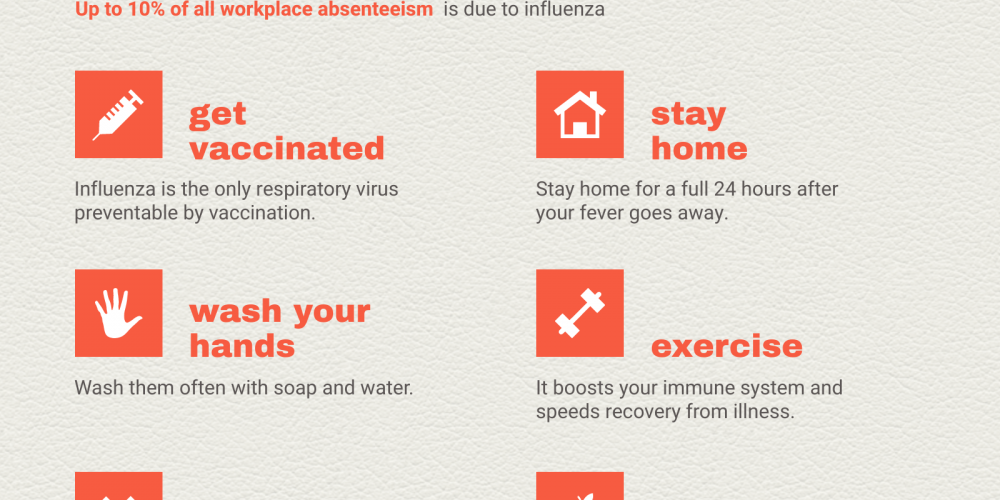 Up to 10% of all workplace absenteeism is due to influenza
get
vaccinated
Influenza is the only respiratory virus
preventable by vaccination.
stay
home
Stay home for a full 24 hours after
your fever goes away.
wash your
hands
Wash them often with soap and water.
exercise
It boosts your immune system and
speeds recovery from illness.